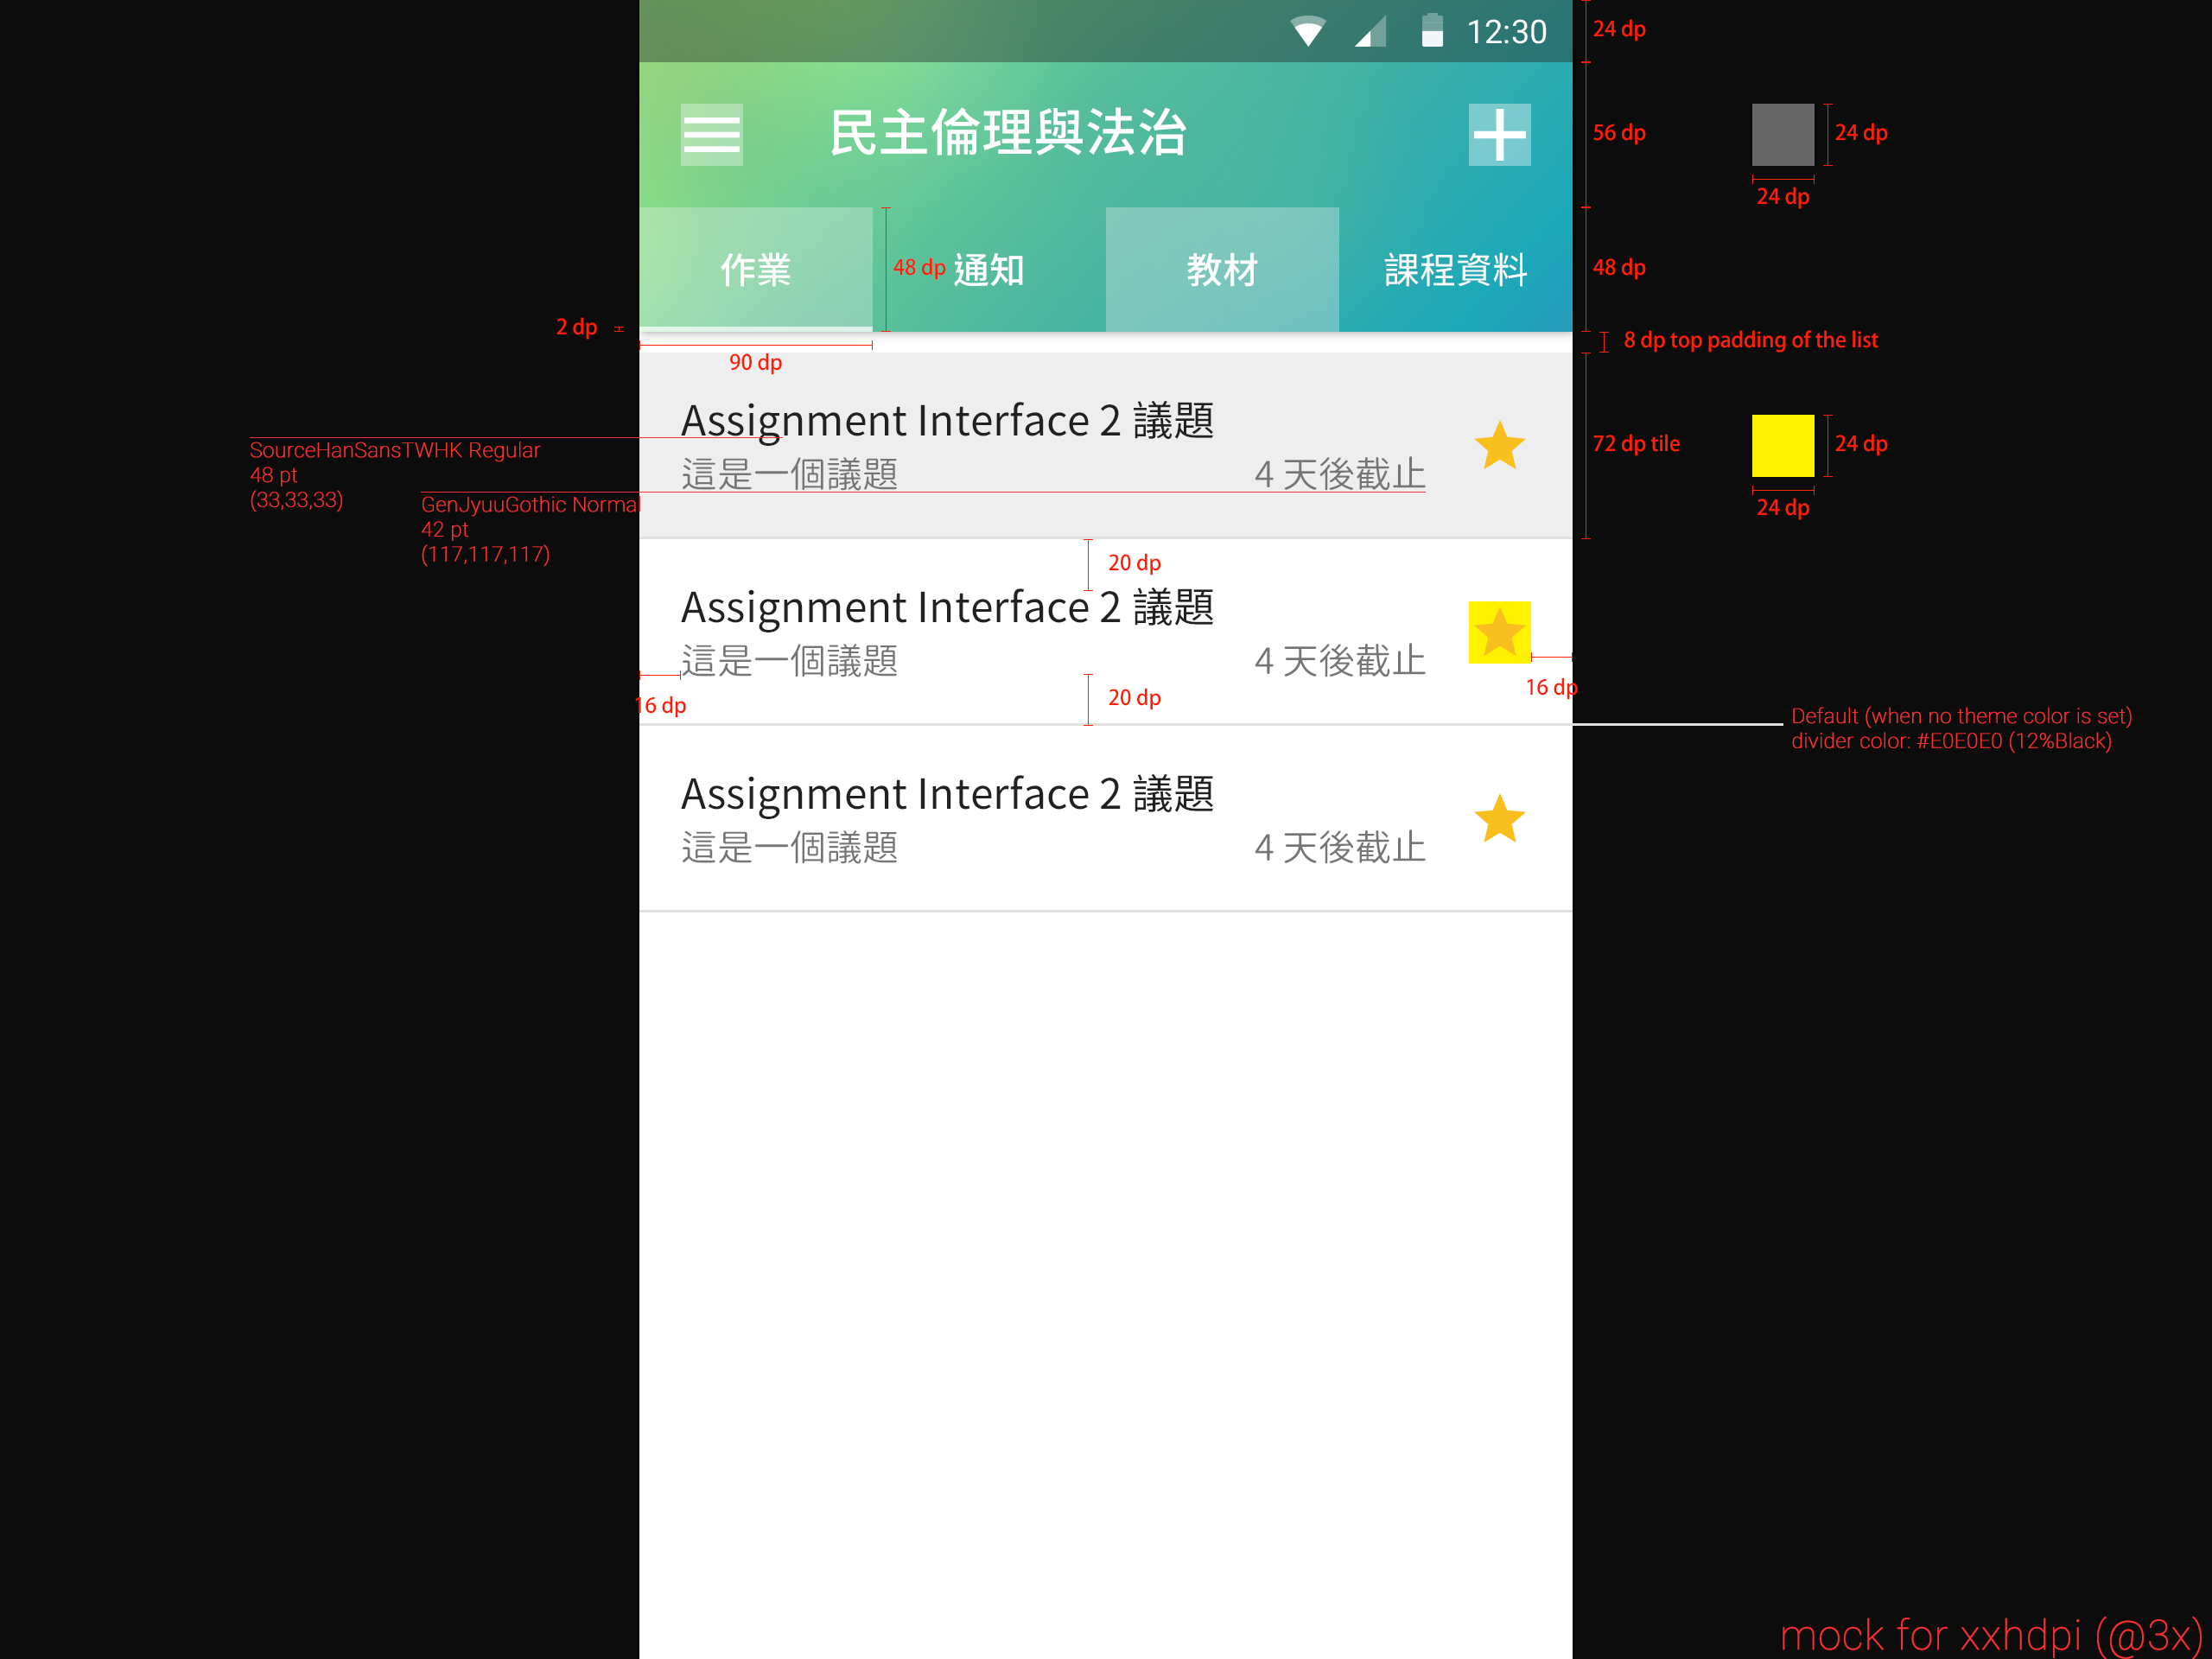 12:30
24 dp
民主倫理與法治
56 dp
24 dp
24 dp
作業
48 dp
通知
教材
課程資料
48 dp
2 dp
90 dp
8 dp top padding of the list
Assignment Interface 2 議題
這是一個議題
4 天後截止
72 dp tile
24 dp
24 dp
SourceHanSansTWHK Regular
48 pt
(33,33,33)
GenJyuuGothic Norma
42 pt
(117,117,117)
20 dp
Assignment Interface 2 議題
這是一個議題
4 天後截止
16 dp
20 dp
16 dp
Default (when no theme color is set)
divider color: #E0E0E0 (12%Black)
Assignment Interface 2 議題
這是一個議題
4 天後截止
mock for xxhdpi (@3x)